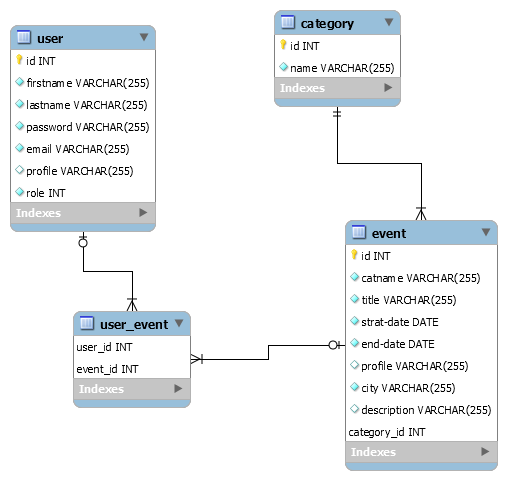 user
id INT
firstname VARCHAR(255)
lastname VARCHAR(255)
password VARCHAR(255)
email VARCHAR(255)
profile VARCHAR(255)
role INT
Indexes
category
id INT
name VARCHAR(255)
Indexes
user_event
user_id INT
event_id INT
Indexes
event
id INT
catname VARCHAR(255)
title VARCHAR(255)
strat-date DATE
end-date DATE
profile VARCHAR(255)
city VARCHAR(255)
description VARCHAR(255)
category_id INT
Indexes